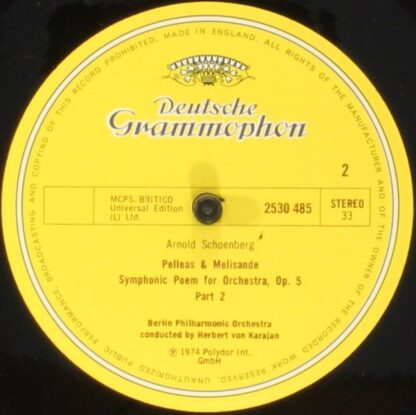 UNAUTHORIZED PUBLIC PERFORMANCE, BROADCASTING AND COPYING OF THIS RECORD PROHIBITED. MADE IN ENGLAND. ALL RIGHTS OF THE MANUFACTURER AND OF THE OWNER OF THE RECORDED WORK RESERVED.
Deutsche
Grammophon
2
MCPS. BRITICO
Universal Edition
(L) Ltd.
2530 485
STEREO
33
Arnold Schoenberg
Pelleas & Melisande
Symphonic Poem for Orchestra, Op. 5
Part 2
Berlin Philharmonic Orchestra
conducted by Herbert von Karajan
Ⓟ 1974 Polydor Int.
GmbH